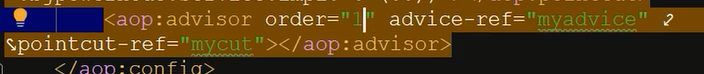 <aop:advisor order="1" advice-ref="myadvice"
pointcut-ref="mycut"></aop:advisor>
</aop:config>